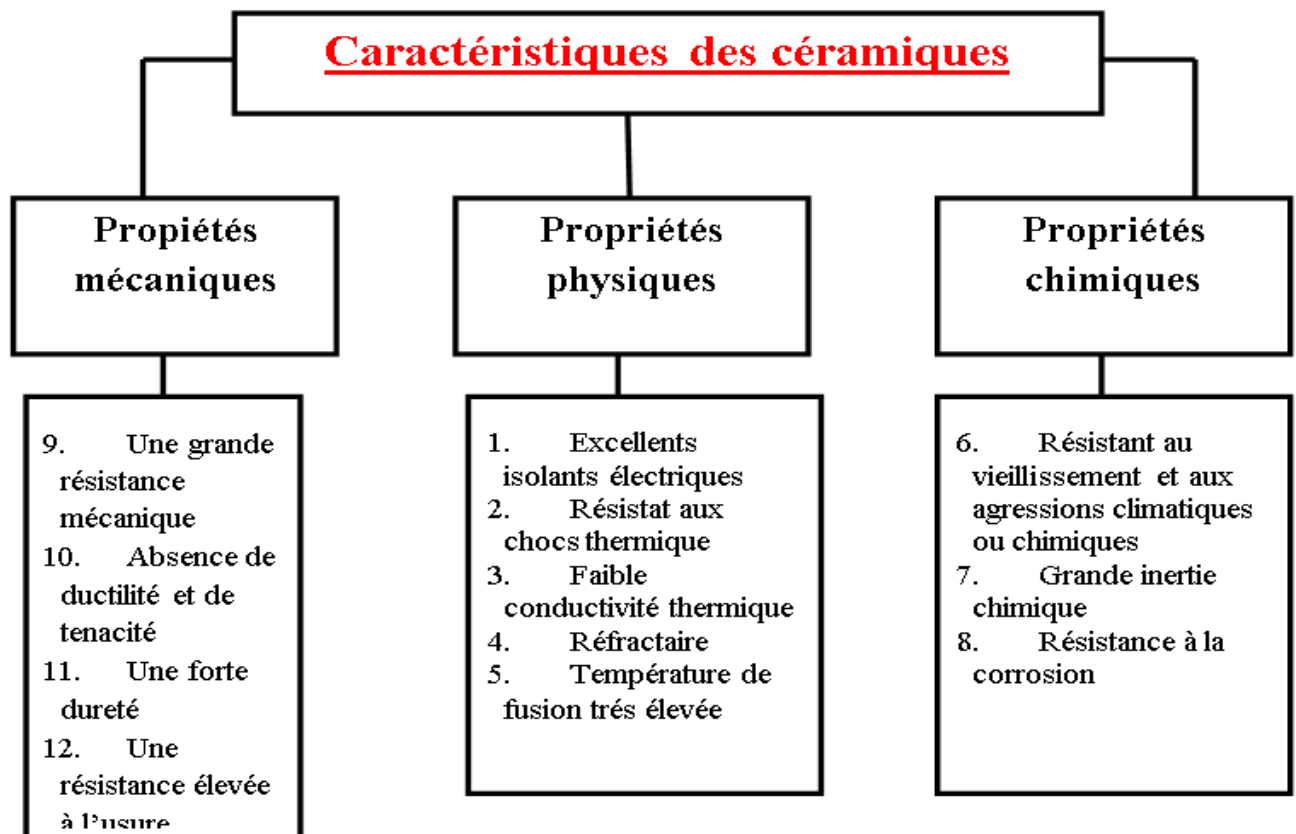 Caractéristiques des céramiques
Propiétés
mécaniques
Propriétés
physiques
Propriétés
chimiques
9. Une grande
résistance
mécanique
10. Absence de
ductilité et de
tenacité
11. Une forte
dureté
12. Une
résistance élevée
à l'usure
1. Excellents
isolants électriques
2. Résistat aux
chocs thermique
3. Faible
conductivité thermique
4. Réfractaire
5. Température de
fusion trés élevée
6. Résistant au
vieillissement et aux
agressions climatiques
ou chimiques
7. Grande inertie
chimique
8. Résistance à la
corrosion